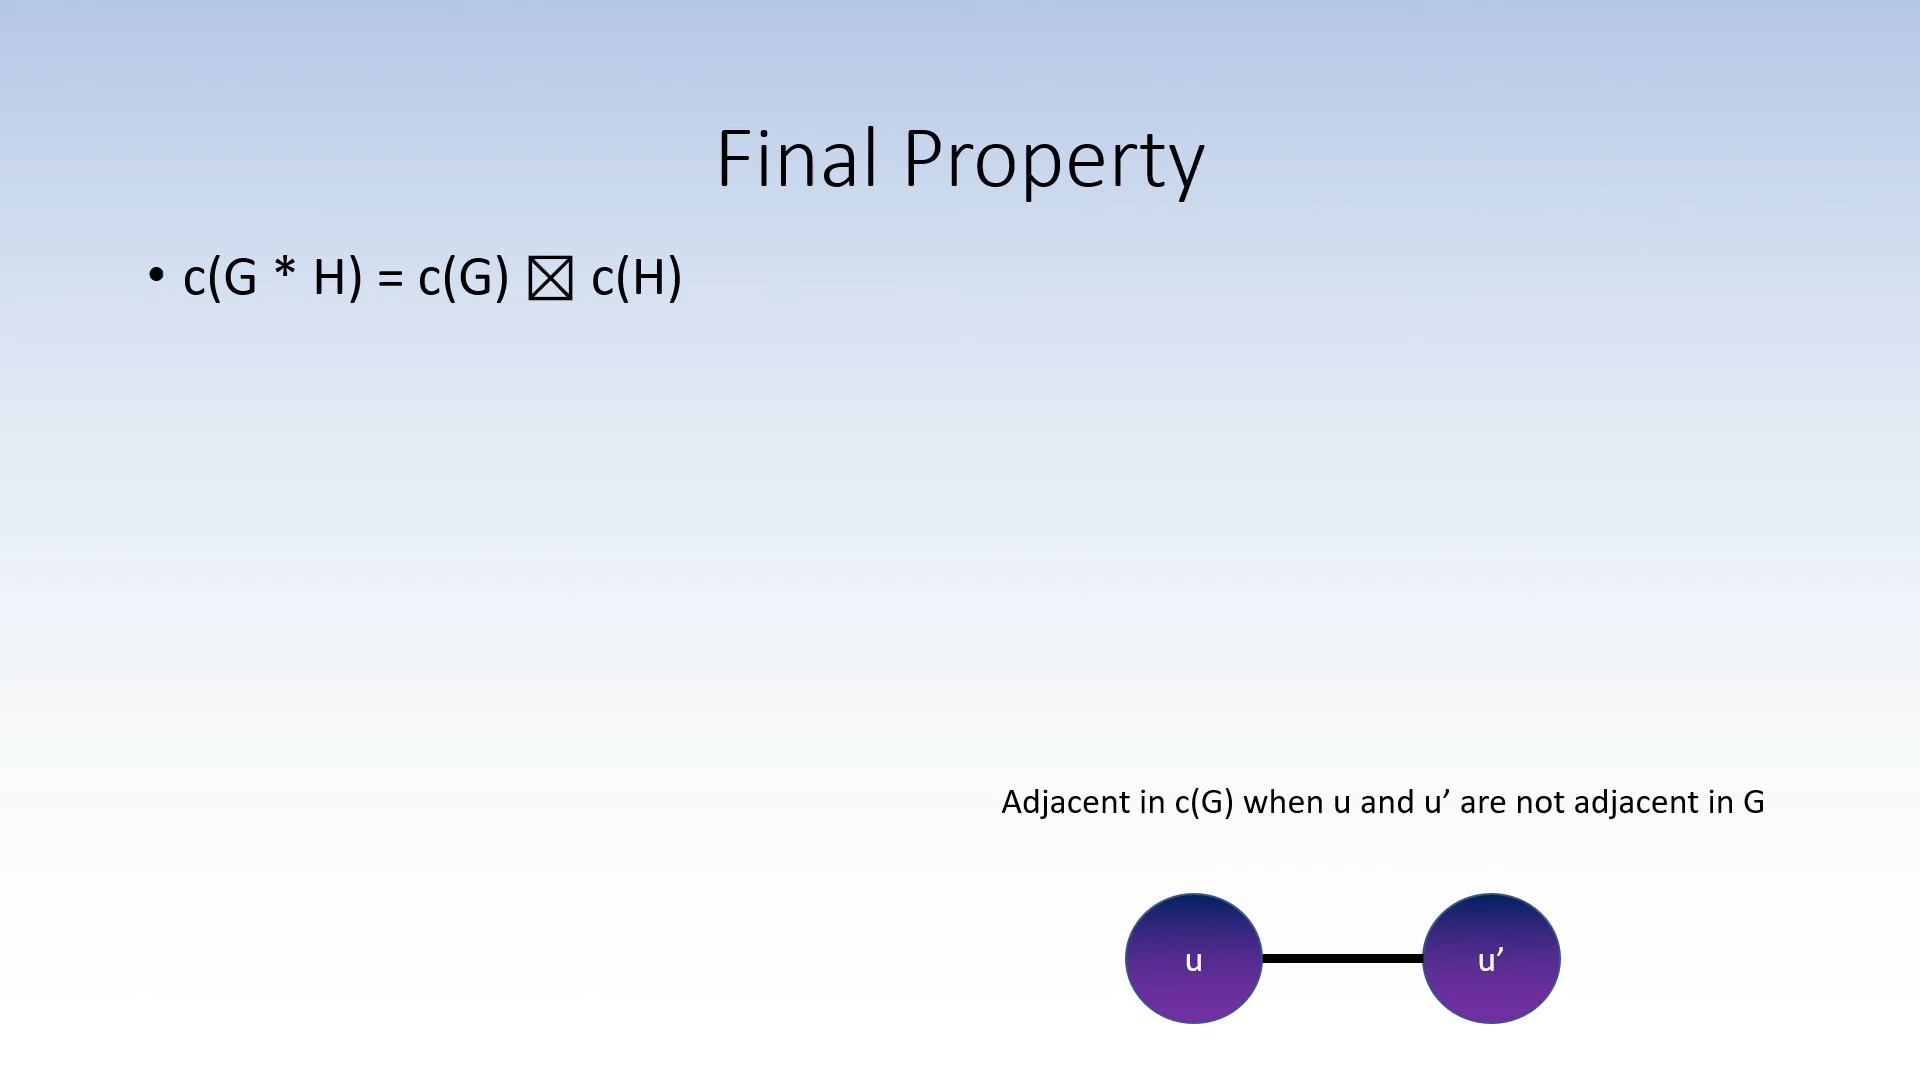 Final Property
• c(G * H) = c(G) ⊠ c(H)
Adjacent in c(G) when u and u’ are not adjacent in G
u u’